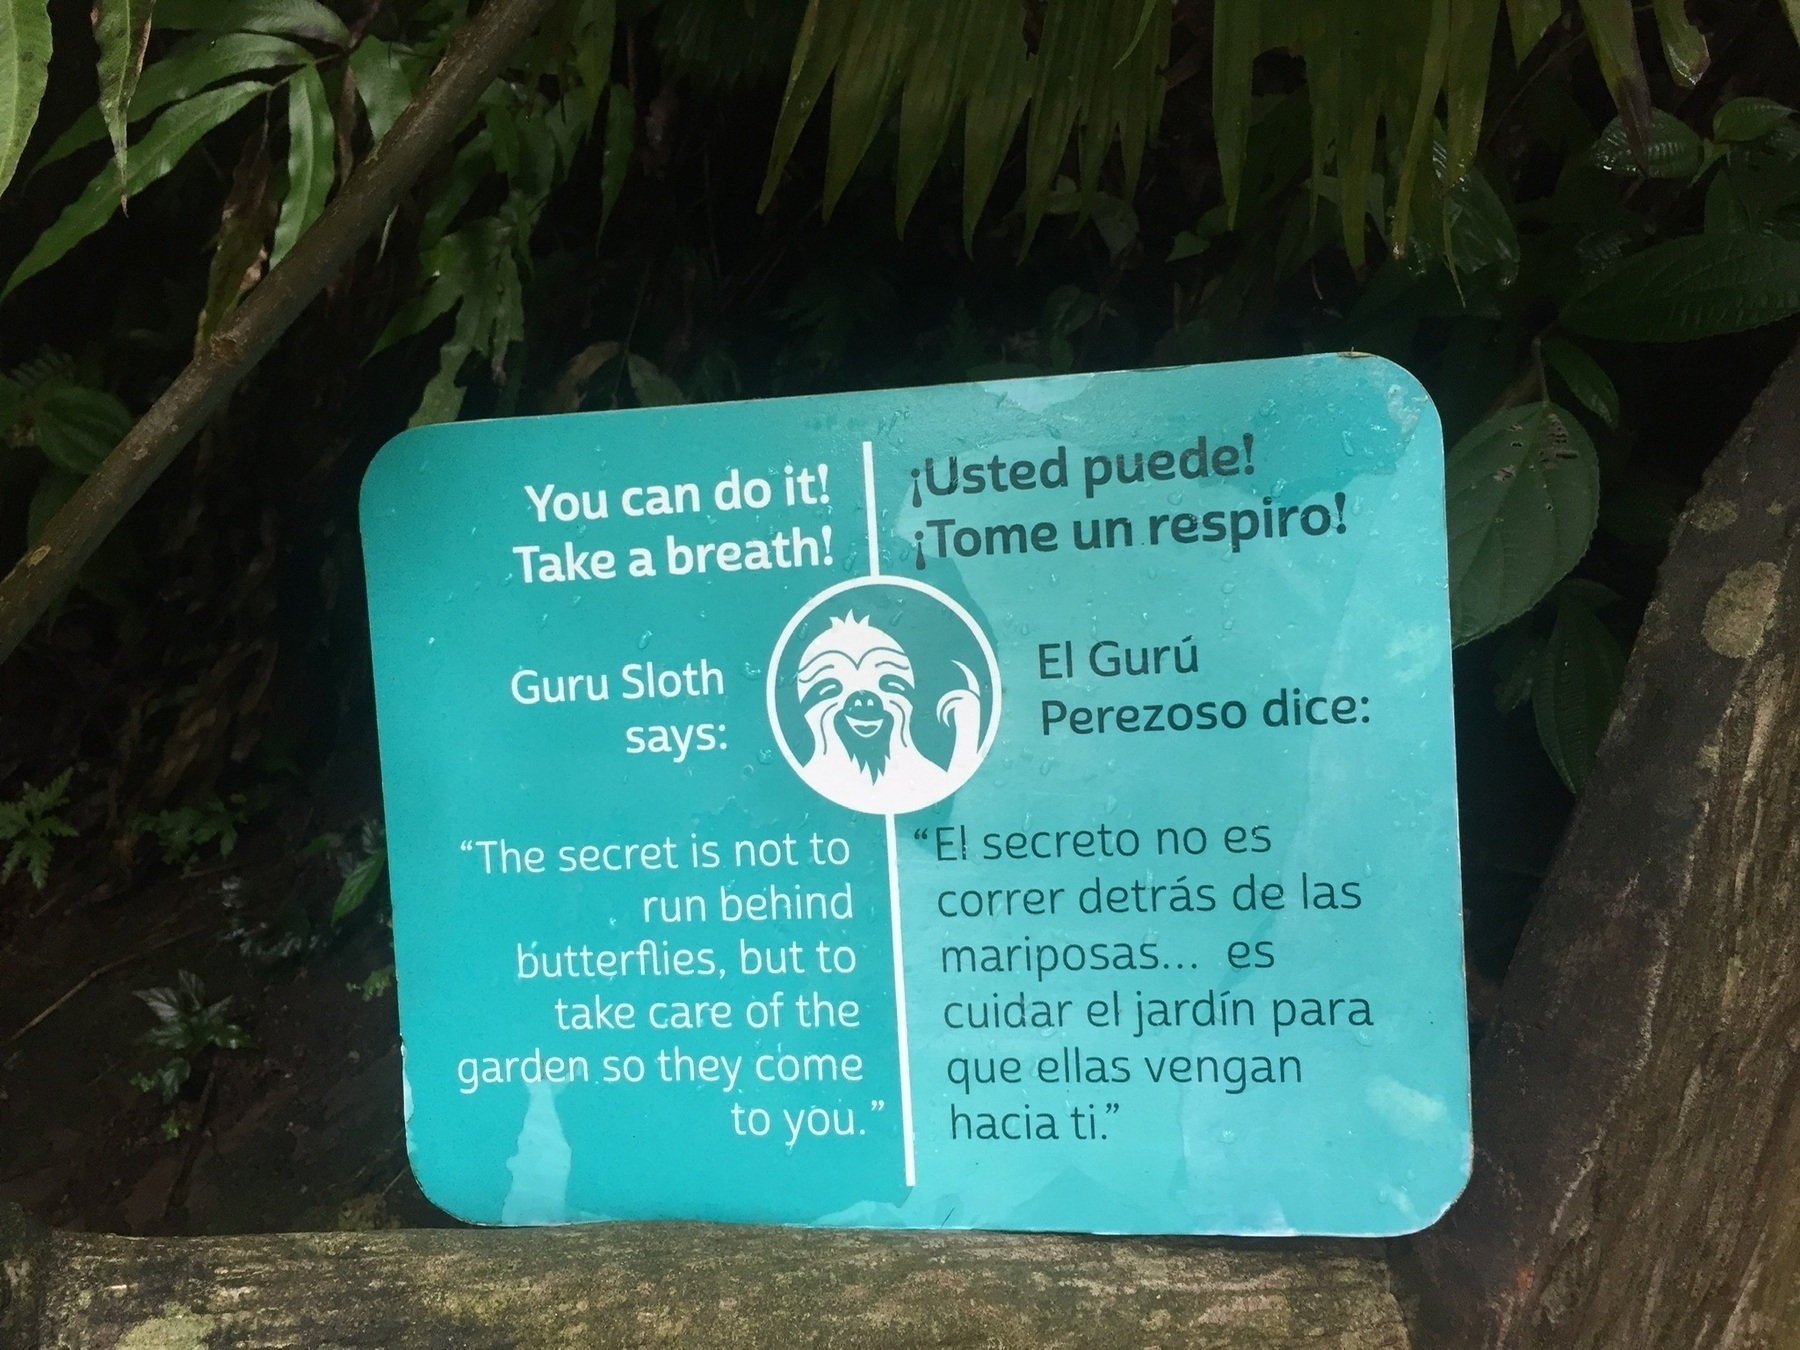 You can do it!
Take a breath!
Guru Sloth
says:
“The secret is not to
run behind
butterflies, but to
take care of the
garden so they come
to you.”
¡Usted puede!
¡Tome un respiro!
El Gurú
Perezoso dice:
“El secreto no es
correr detrás de las
mariposas... es
cuidar el jardín para
que ellas vengan
hacia ti.”